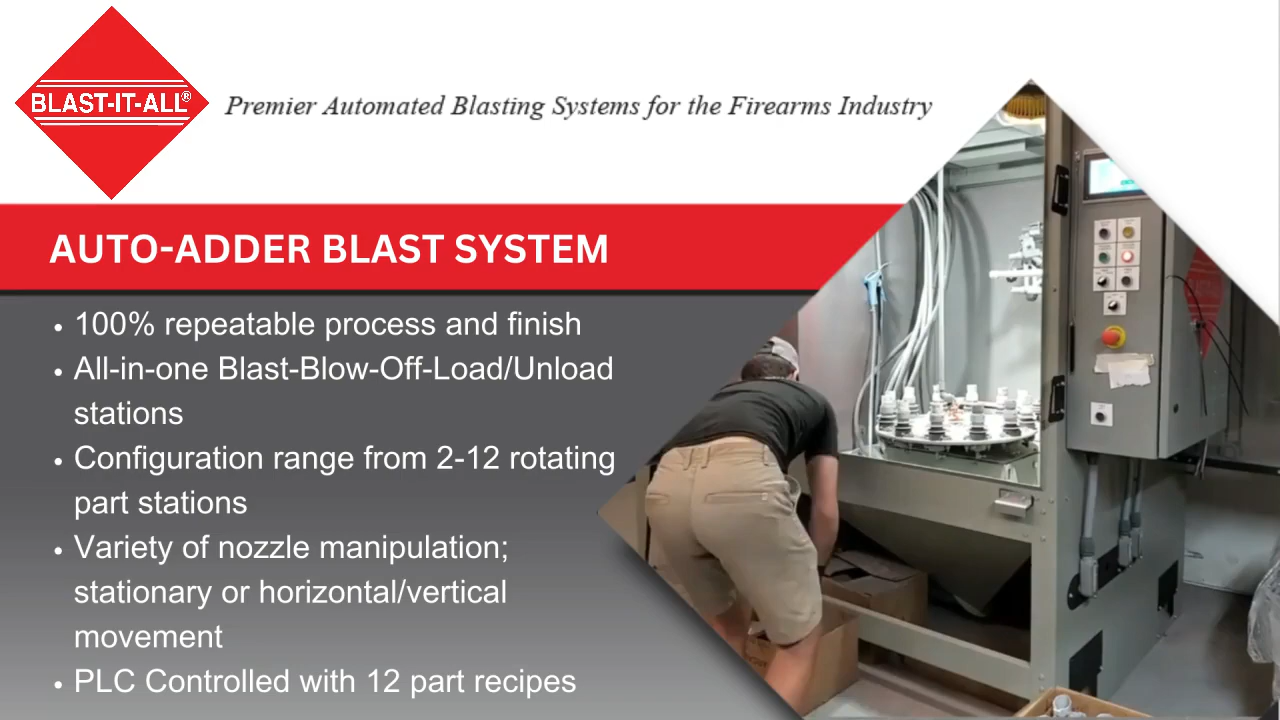 BLAST-IT-ALL®
Premier Automated Blasting Systems for the Firearms Industry
AUTO-ADDER BLAST SYSTEM
• 100% repeatable process and finish
• All-in-one Blast-Blow-Off-Load/Unload
stations
• Configuration range from 2-12 rotating
part stations
• Variety of nozzle manipulation;
stationary or horizontal/vertical
movement
• PLC Controlled with 12 part recipes